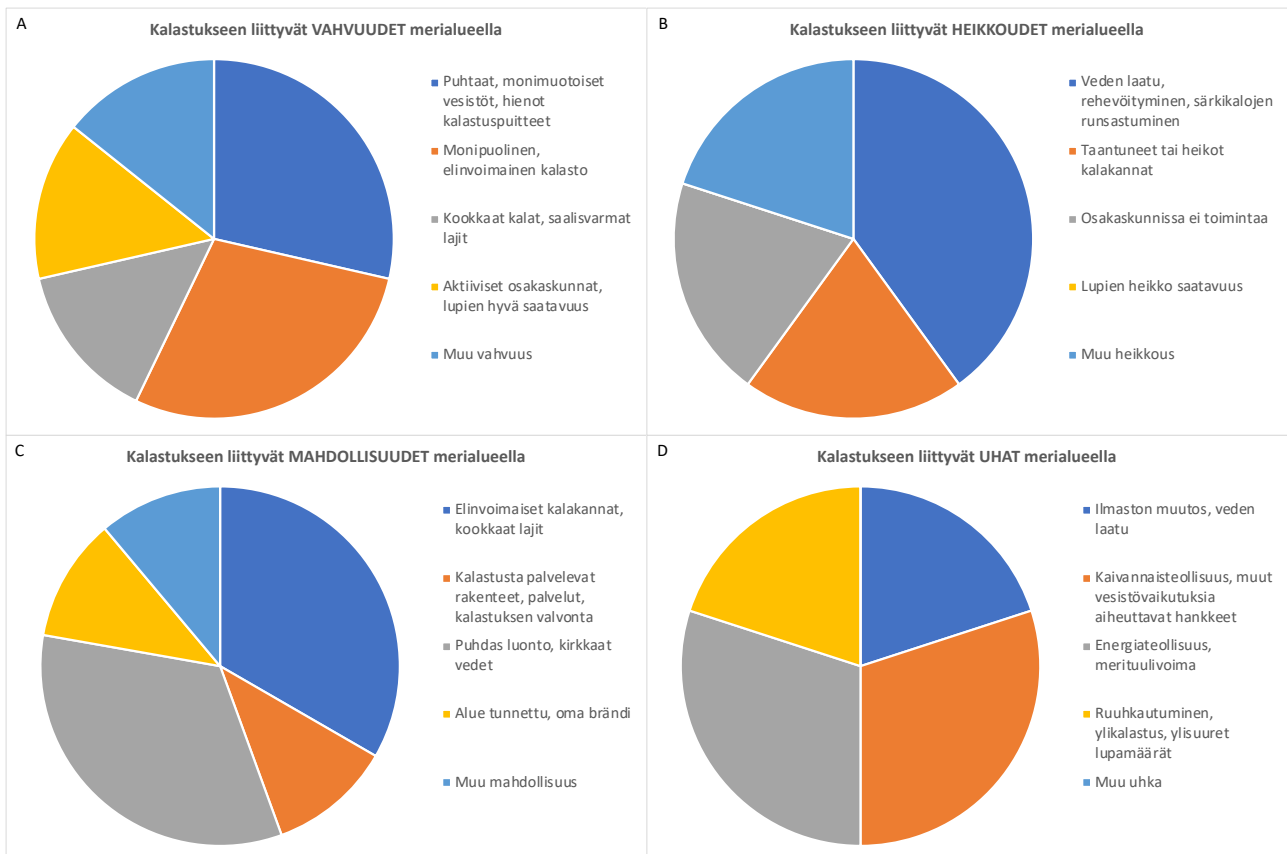 A
Kalastukseen liittyvät VAHVUUDET merialueella
Puhtaat, monimuotoiset
vesistöt, hienot
kalastuspuitteet
Monipuolinen,
elinvoimainen kalasto
Kookkaat kalat, saalisvarmat
lajit
Aktiiviset osakaskunnat,
lupien hyvä saatavuus
Muu vahvuus
B
Kalastukseen liittyvät HEIKKOUDET merialueella
Veden laatu,
rehevöityminen, särkikalojen
runsastuminen
Taantuneet tai heikot
kalakannat
Osakaskunnissa ei toimintaa
Lupien heikko saatavuus
Muu heikkous
C
Kalastukseen liittyvät MAHDOLLISUUDET merialueella
Elinvoimaiset kalakannat,
kookkaat lajit
Kalastusta palvelevat
rakenteet, palvelut,
kalastuksen valvonta
Puhdas luonto, kirkkaat
vedet
Alue tunnettu, oma brändi
Muu mahdollisuus
D
Kalastukseen liittyvät UHAT merialueella
Ilmaston muutos, veden
laatu
Kaivannaisteollisuus, muut
vesistövaikutuksia
aiheuttavat hankkeet
Energiateollisuus,
merituulivoima
Ruuhkautuminen,
ylikalastus, ylisuuret
lupamäärät
Muu uhka